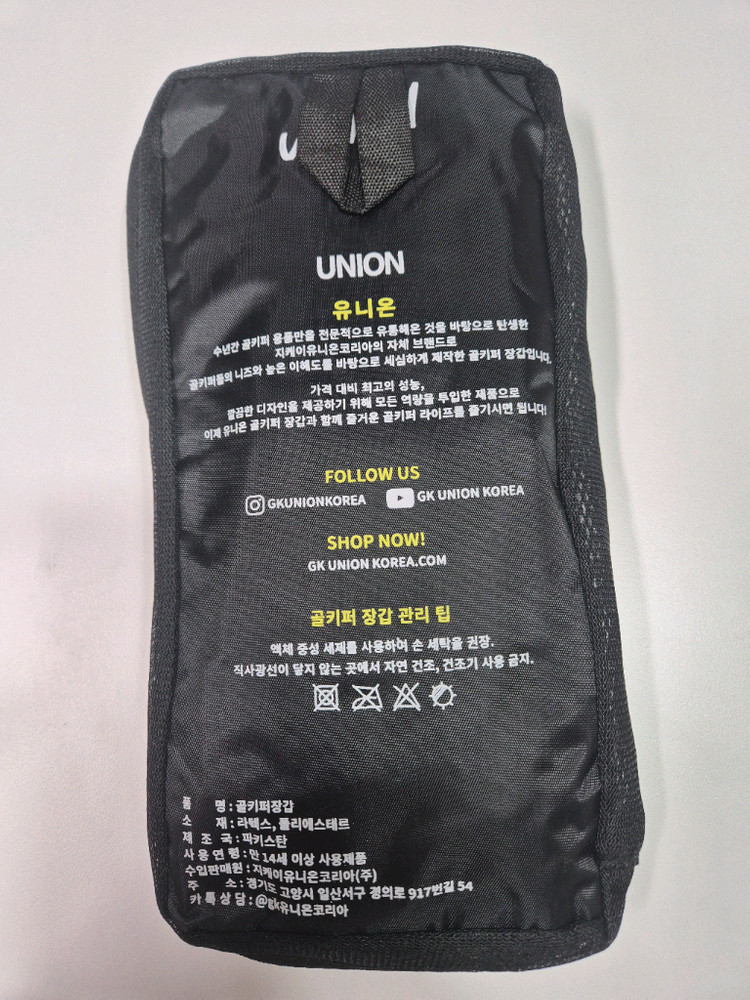 UNION
유니온
수년간 골키퍼 용품만을 전문적으로 유통해온 것을 바탕으로 탄생한
지케이유니온코리아의 자체 브랜드로
골키퍼들의 니즈와 높은 이해도를 바탕으로 세심하게 제작한 골키퍼 장갑입니다.
가격 대비 최고의 성능,
깔끔한 디자인을 제공하기 위해 모든 역량을 투입한 제품으로
이제 유니온 골키퍼 장갑과 함께 즐거운 골키퍼 라이프를 즐기시면 됩니다!
FOLLOW US
GKUNIONKOREA GK UNION KOREA
SHOP NOW!
GK UNION KOREA.COM
골키퍼 장갑 관리 팁
액체 중성 세제를 사용하여 손 세탁을 권장.
직사광선이 닿지 않는 곳에서 자연 건조, 건조기 사용 금지.
품 명 : 골키퍼장갑
소 재 : 라텍스, 폴리에스테르
제 조 국 : 파키스탄
사 용 연 령 : 만 14세 이상 사용제품
수입판매원 : 지케이유니온코리아(주)
주 소 : 경기도 고양시 일산서구 경의로 917번길 54
카 톡 상 담 : @gk유니온코리아